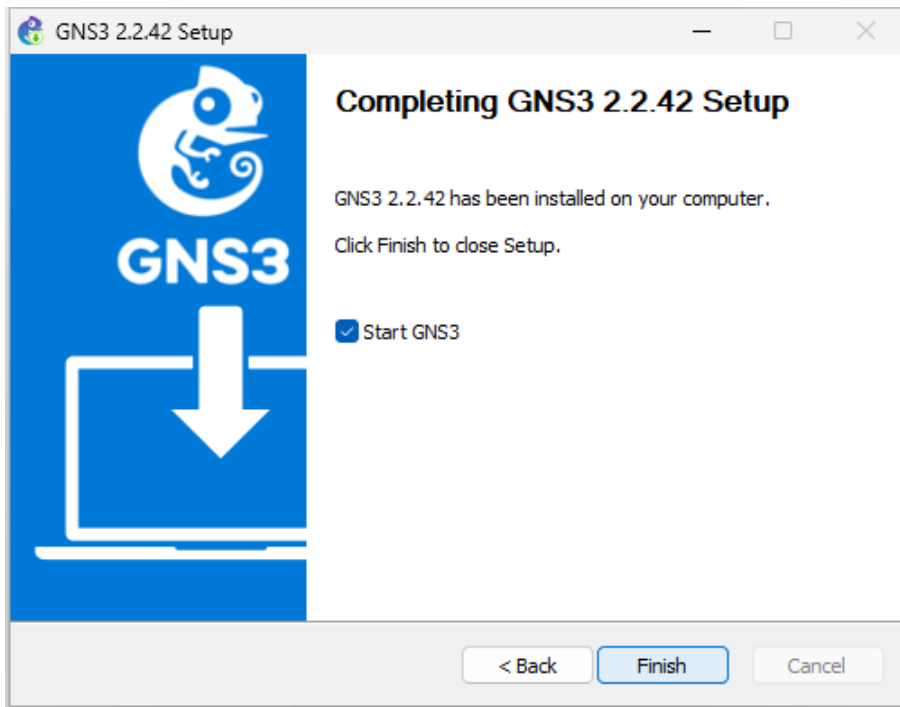 GNS3 2.2.42 Setup
GNS3
Completing GNS3 2.2.42 Setup
GNS3 2.2.42 has been installed on your computer.
Click Finish to close Setup.
Start GNS3
< Back
Finish
Cancel